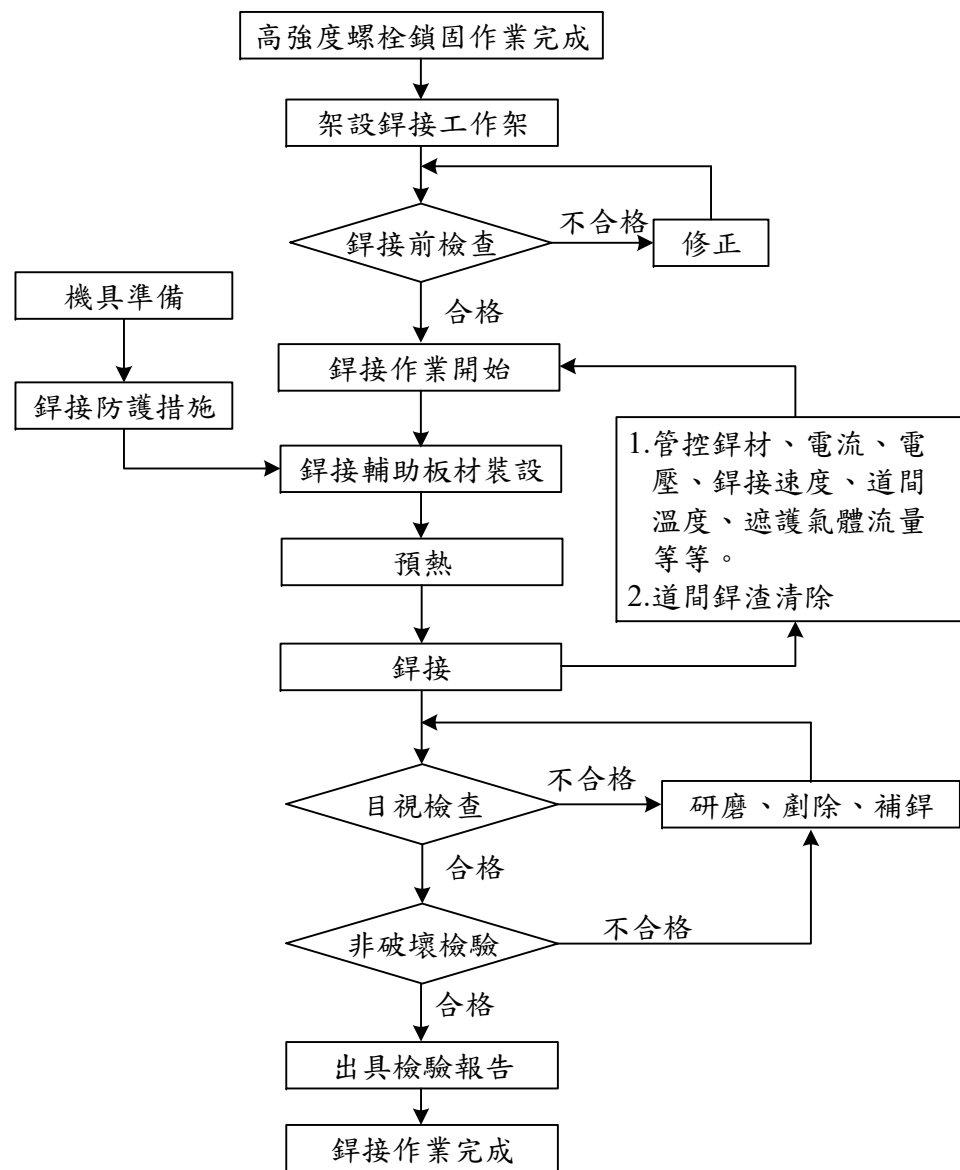 高強度螺栓鎖固作業完成
架設銲接工作架
銲接前檢查
不合格
修正
合格
機具準備
銲接作業開始
銲接防護措施
銲接輔助板材裝設
1.管控銲材、電流、電
壓、銲接速度、道間
溫度、遮護氣體流量
等等。
2.道間銲渣清除
預熱
銲接
目視檢查
不合格
研磨、剷除、補銲
合格
非破壞檢驗
不合格
合格
出具檢驗報告
銲接作業完成